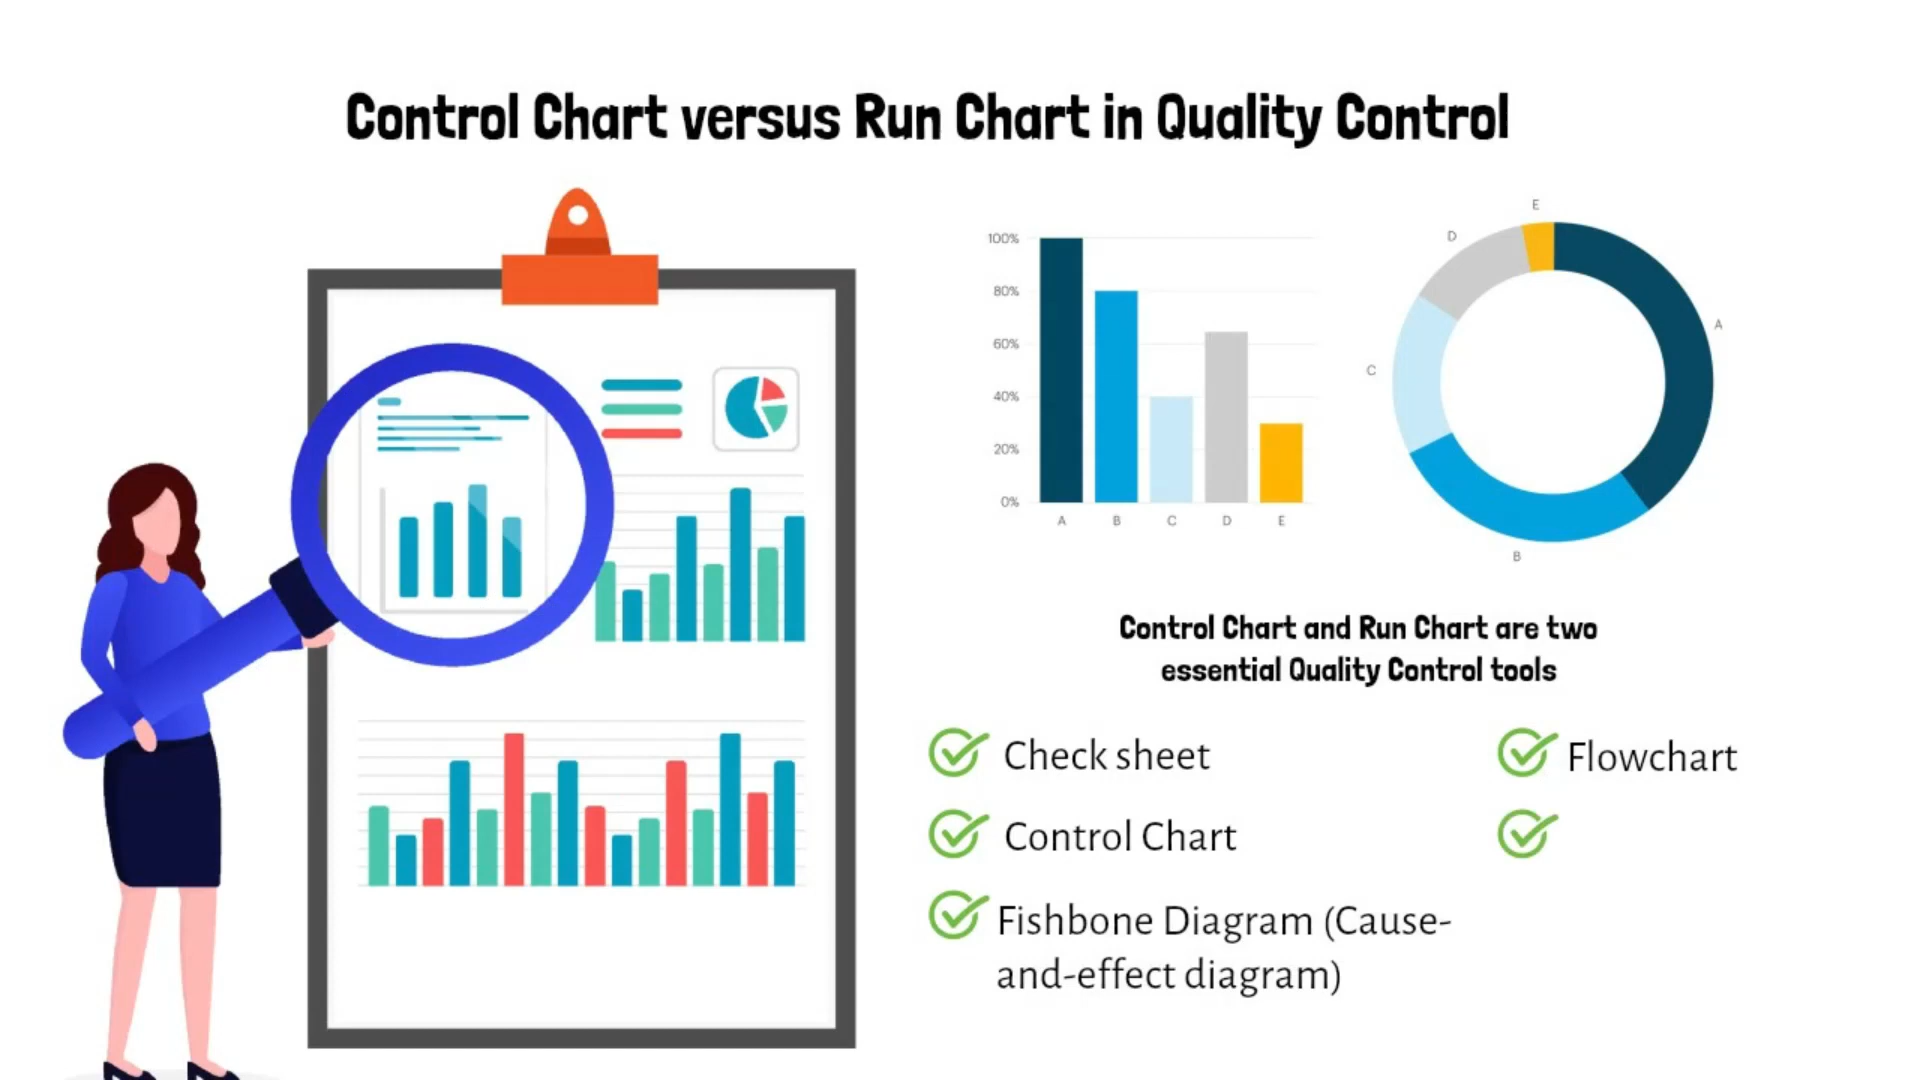 Control Chart versus Run Chart in Quality Control
100%
80%
60%
40%
20%
0%
A
B
C
D
E
E
D
A
C
B
Control Chart and Run Chart are two
essential Quality Control tools
Check sheet
Control Chart
Fishbone Diagram (Cause-
and-effect diagram)
Flowchart